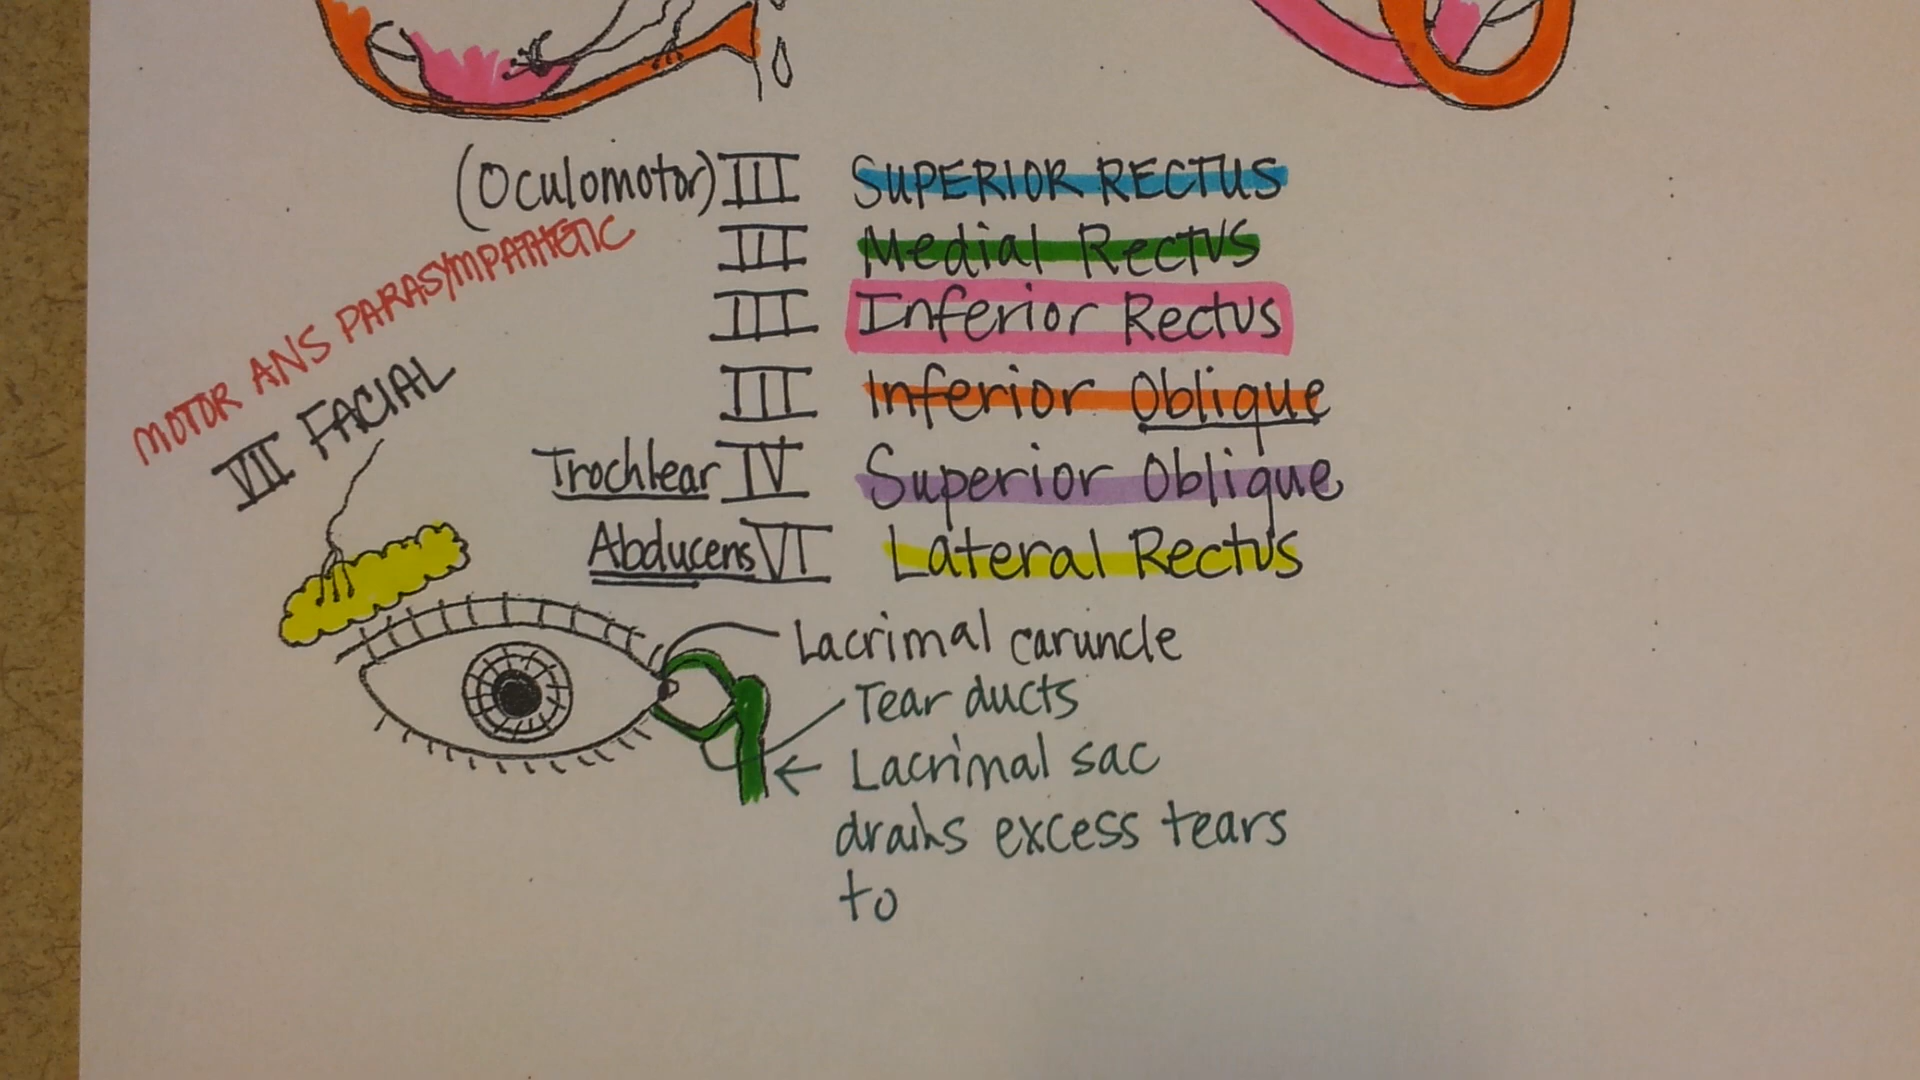 (Oculomotor) III SUPERIOR RECTUS
III Medial Rectus
III Inferior Rectus
III Inferior Oblique
Trochlear IV Superior Oblique
Abducens VI Lateral Rectus
MOTOR ANS PARASYMPATHETIC
VII FACIAL
Lacrimal caruncle
Tear ducts
Lacrimal sac
drains excess tears
to